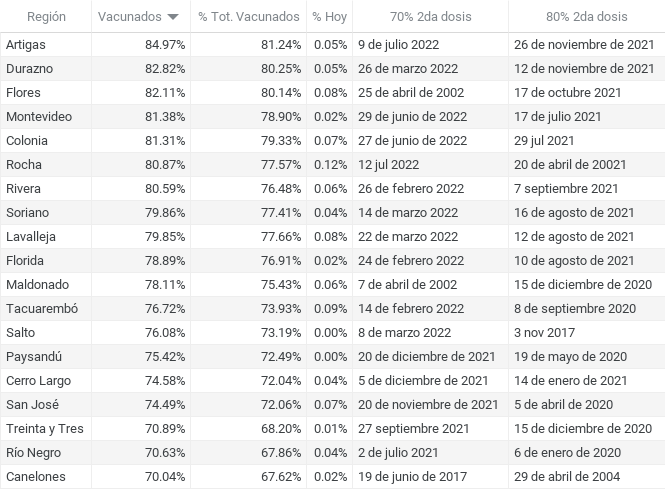 Región Vacunados % Tot. Vacunados % Hoy 70% 2da dosis 80% 2da dosis
Artigas 84.97% 81.24% 0.05% 9 de julio 2022 26 de noviembre de 2021
Durazno 82.82% 80.25% 0.05% 26 de marzo 2022 12 de noviembre de 2021
Flores 82.11% 80.14% 0.08% 25 de abril de 2002 17 de octubre 2021
Montevideo 81.38% 78.90% 0.02% 29 de junio de 2022 17 de julio 2021
Colonia 81.31% 79.33% 0.07% 27 de junio 2022 29 jul 2021
Rocha 80.87% 77.57% 0.12% 12 jul 2022 20 de abril de 20021
Rivera 80.59% 76.48% 0.06% 26 de febrero 2022 7 septiembre 2021
Soriano 79.86% 77.41% 0.04% 14 de marzo 2022 16 de agosto de 2021
Lavalleja 79.85% 77.66% 0.08% 22 de marzo 2022 12 de agosto de 2021
Florida 78.89% 76.91% 0.02% 24 de febrero 2022 10 de agosto de 2021
Maldonado 78.11% 75.43% 0.06% 7 de abril de 2002 15 de diciembre de 2020
Tacuarembó 76.72% 73.93% 0.09% 14 de febrero 2022 8 de septiembre 2020
Salto 76.08% 73.19% 0.00% 8 de marzo 2022 3 nov 2017
Paysandú 75.42% 72.49% 0.00% 20 de diciembre de 2021 19 de mayo de 2020
Cerro Largo 74.58% 72.04% 0.04% 5 de diciembre de 2021 14 de enero de 2021
San José 74.49% 72.06% 0.07% 20 de noviembre de 2021 5 de abril de 2020
Treinta y Tres 70.89% 68.20% 0.01% 27 septiembre 2021 15 de diciembre de 2020
Río Negro 70.63% 67.86% 0.04% 2 de julio 2021 6 de enero de 2020
Canelones 70.04% 67.62% 0.02% 19 de junio de 2017 29 de abril de 2004